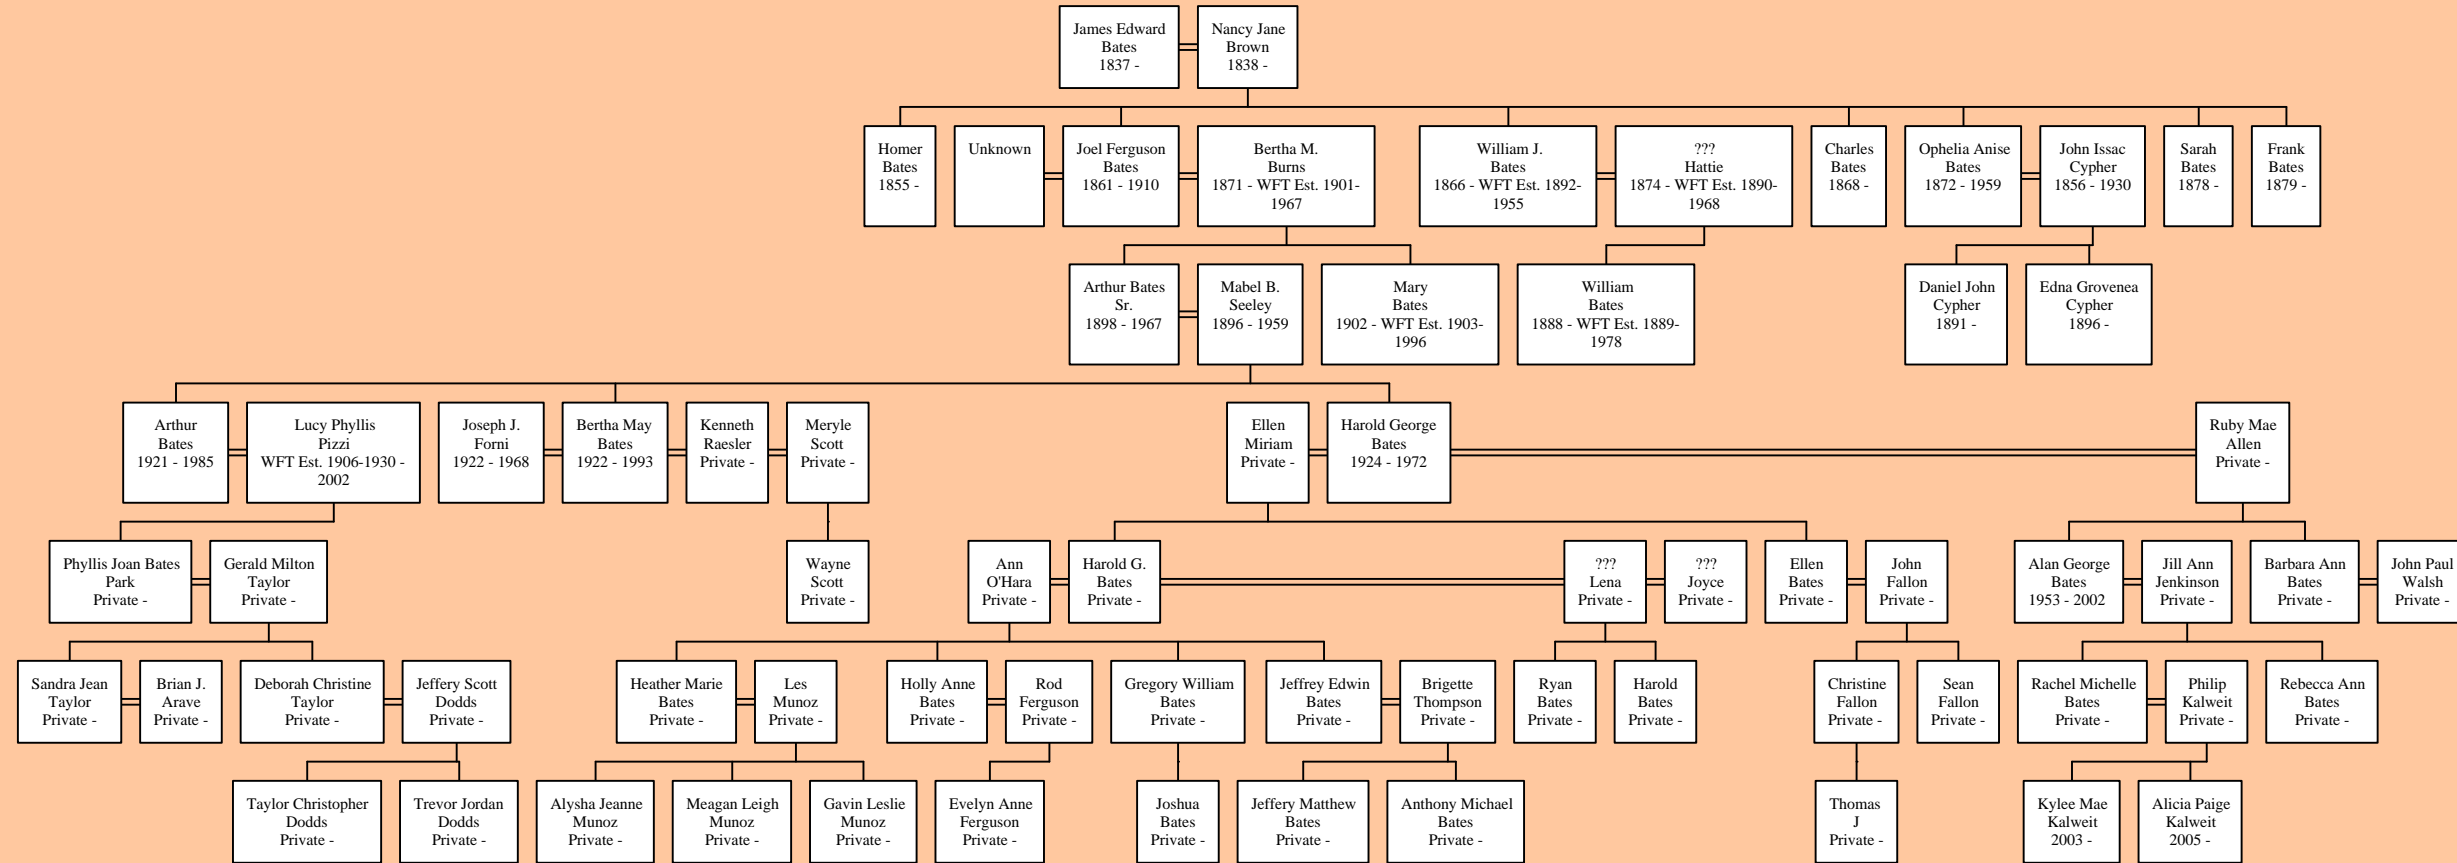 James Edward
Bates
1837 -
Nancy Jane
Brown
1838 -
Homer
Bates
1855 -
Unknown
Joel Ferguson
Bates
1861 - 1910
Bertha M.
Burns
1871 - WFT Est. 1901-
1967
William J.
Bates
1866 - WFT Est. 1892-
1955
???
Hattie
1874 - WFT Est. 1890-
1968
Charles
Bates
1868 -
Ophelia Anise
Bates
1872 - 1959
John Issac
Cypher
1856 - 1930
Sarah
Bates
1878 -
Frank
Bates
1879 -
Arthur Bates
Sr.
1898 - 1967
Mabel B.
Seeley
1896 - 1959
Mary
Bates
1902 - WFT Est. 1903-
1996
William
Bates
1888 - WFT Est. 1889-
1978
Daniel John
Cypher
1891 -
Edna Grovenea
Cypher
1896 -
Arthur
Bates
1921 - 1985
Lucy Phyllis
Pizzi
WFT Est. 1906-1930 -
2002
Joseph J.
Forni
1922 - 1968
Bertha May
Bates
1922 - 1993
Kenneth
Raesler
Private -
Meryle
Scott
Private -
Ellen
Miriam
Private -
Harold George
Bates
1924 - 1972
Ruby Mae
Allen
Private -
Phyllis Joan Bates
Park
Private -
Gerald Milton
Taylor
Private -
Wayne
Scott
Private -
Ann
O'Hara
Private -
Harold G.
Bates
Private -
???
Lena
Private -
???
Joyce
Private -
Ellen
Bates
Private -
John
Fallon
Private -
Alan George
Bates
1953 - 2002
Jill Ann
Jenkinson
Private -
Barbara Ann
Bates
Private -
John Paul
Walsh
Private -
Sandra Jean
Taylor
Private -
Brian J.
Arave
Private -
Deborah Christine
Taylor
Private -
Jeffery Scott
Dodds
Private -
Heather Marie
Bates
Private -
Les
Munoz
Private -
Holly Anne
Bates
Private -
Rod
Ferguson
Private -
Gregory William
Bates
Private -
Jeffrey Edwin
Bates
Private -
Brigette
Thompson
Private -
Ryan
Bates
Private -
Harold
Bates
Private -
Christine
Fallon
Private -
Sean
Fallon
Private -
Rachel Michelle
Bates
Private -
Philip
Kalweit
Private -
Rebecca Ann
Bates
Private -
Taylor Christopher
Dodds
Private -
Trevor Jordan
Dodds
Private -
Alysha Jeanne
Munoz
Private -
Meagan Leigh
Munoz
Private -
Gavin Leslie
Munoz
Private -
Evelyn Anne
Ferguson
Private -
Joshua
Bates
Private -
Jeffery Matthew
Bates
Private -
Anthony Michael
Bates
Private -
Thomas
J
Private -
Kylee Mae
Kalweit
2003 -
Alicia Paige
Kalweit
2005 -